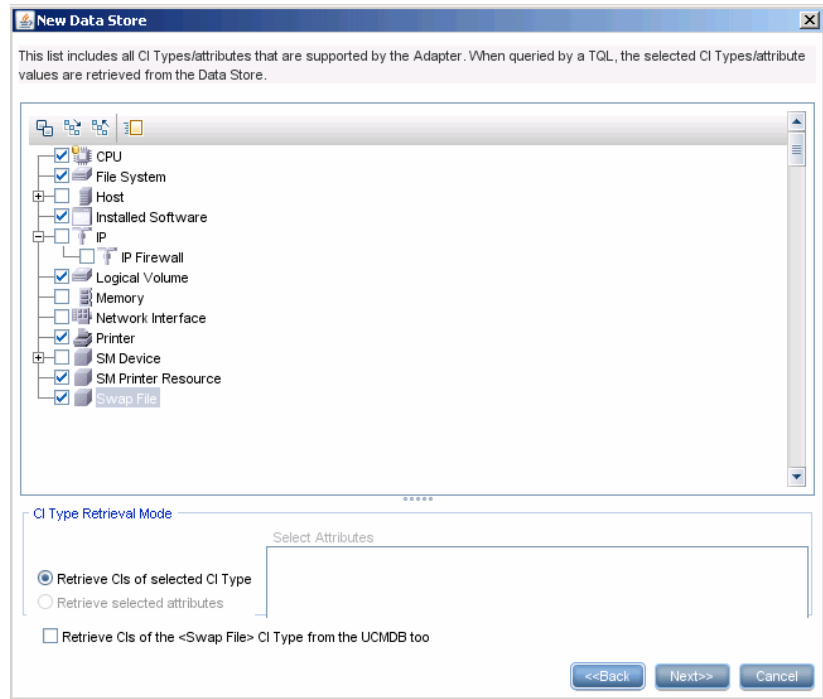 New Data Store
This list includes all CI Types/attributes that are supported by the Adapter. When queried by a TQL, the selected CI Types/attribute
values are retrieved from the Data Store.
CPU
File System
Host
Installed Software
IP
IP Firewall
Logical Volume
Memory
Network Interface
Printer
SM Device
SM Printer Resource
Swap File
CI Type Retrieval Mode
Select Attributes
Retrieve CIs of selected CI Type
Retrieve selected attributes
Retrieve CIs of the <Swap File> CI Type from the UCMDB too
<<Back Next>> Cancel